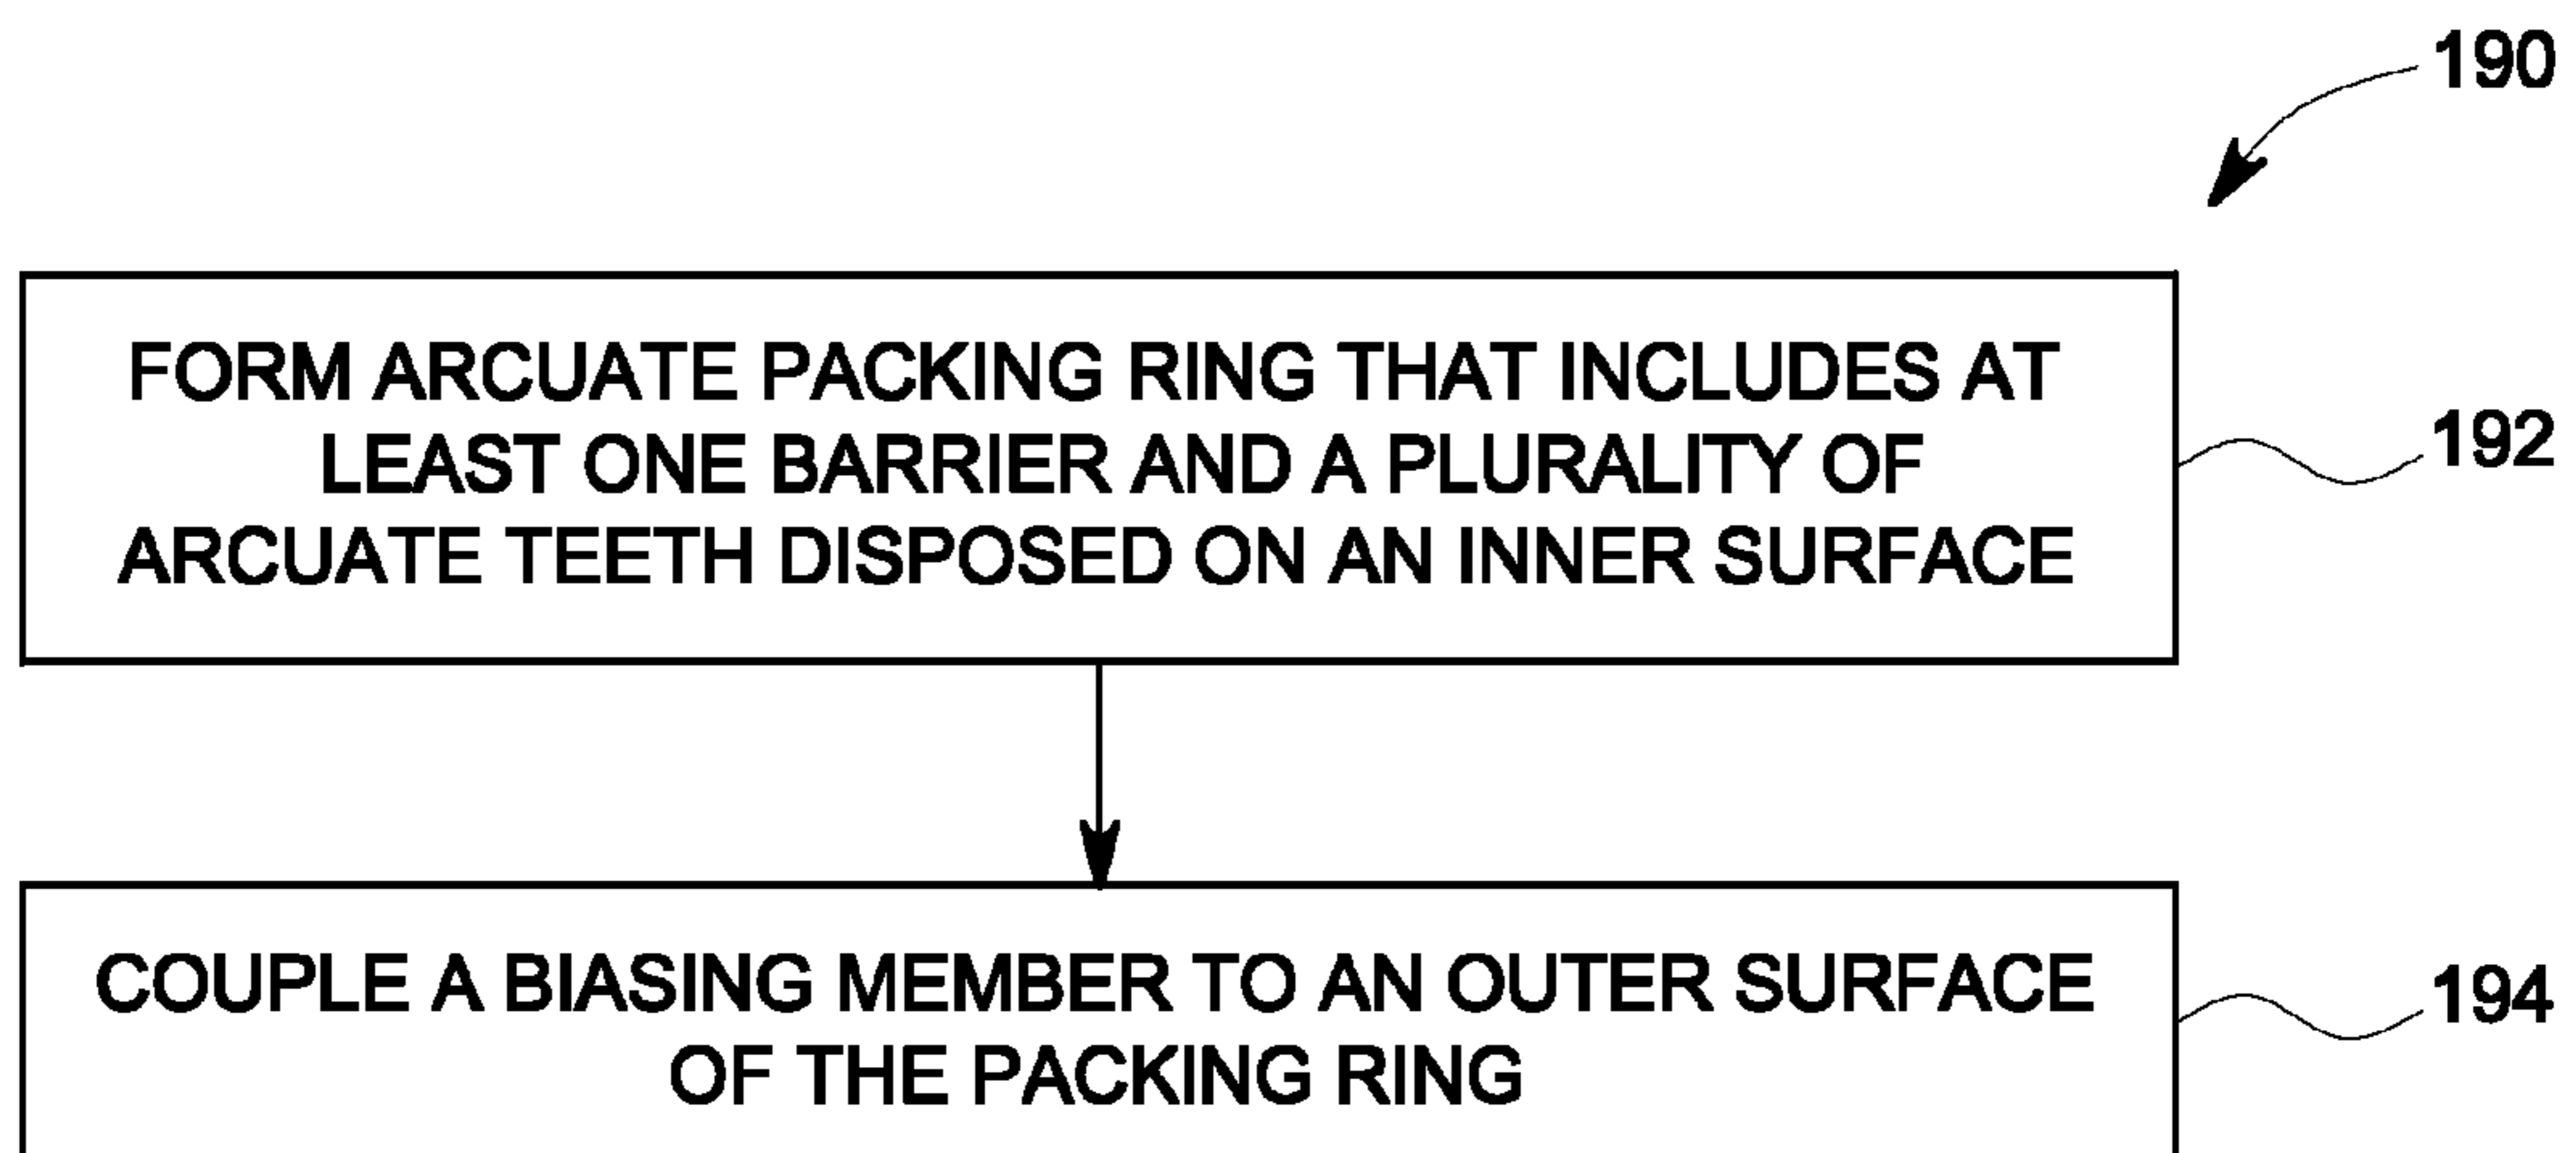 190
FORM ARCUATE PACKING RING THAT INCLUDES AT
LEAST ONE BARRIER AND A PLURALITY OF
ARCUATE TEETH DISPOSED ON AN INNER SURFACE
192
COUPLE A BIASING MEMBER TO AN OUTER SURFACE
OF THE PACKING RING
194